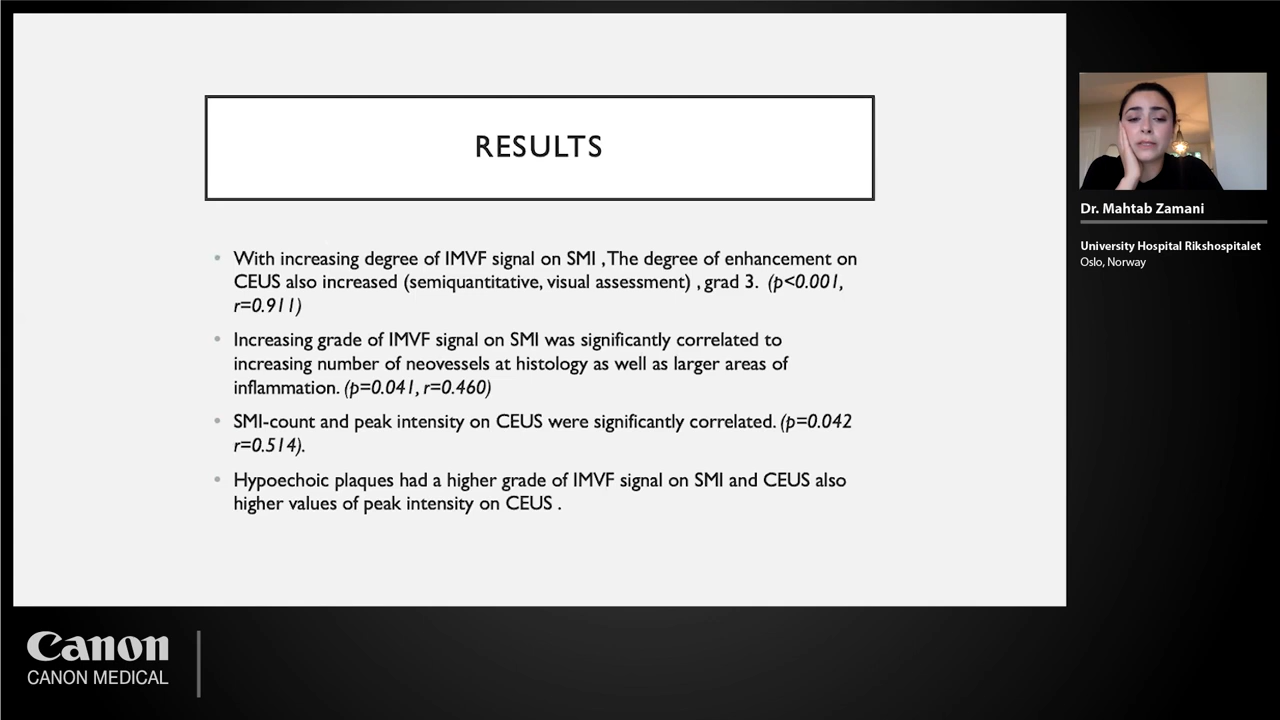 RESULTS
• With increasing degree of IMVF signal on SMI , The degree of enhancement on
CEUS also increased (semiquantitative, visual assessment) , grad 3. (p<0.001,
r=0.911)
• Increasing grade of IMVF signal on SMI was significantly correlated to
increasing number of neovessels at histology as well as larger areas of
inflammation. (p=0.041, r=0.460)
• SMI-count and peak intensity on CEUS were significantly correlated. (p=0.042
r=0.514).
• Hypoechoic plaques had a higher grade of IMVF signal on SMI and CEUS also
higher values of peak intensity on CEUS .
Dr. Mahtab Zamani
University Hospital Rikshospitalet
Oslo, Norway
Canon
CANON MEDICAL